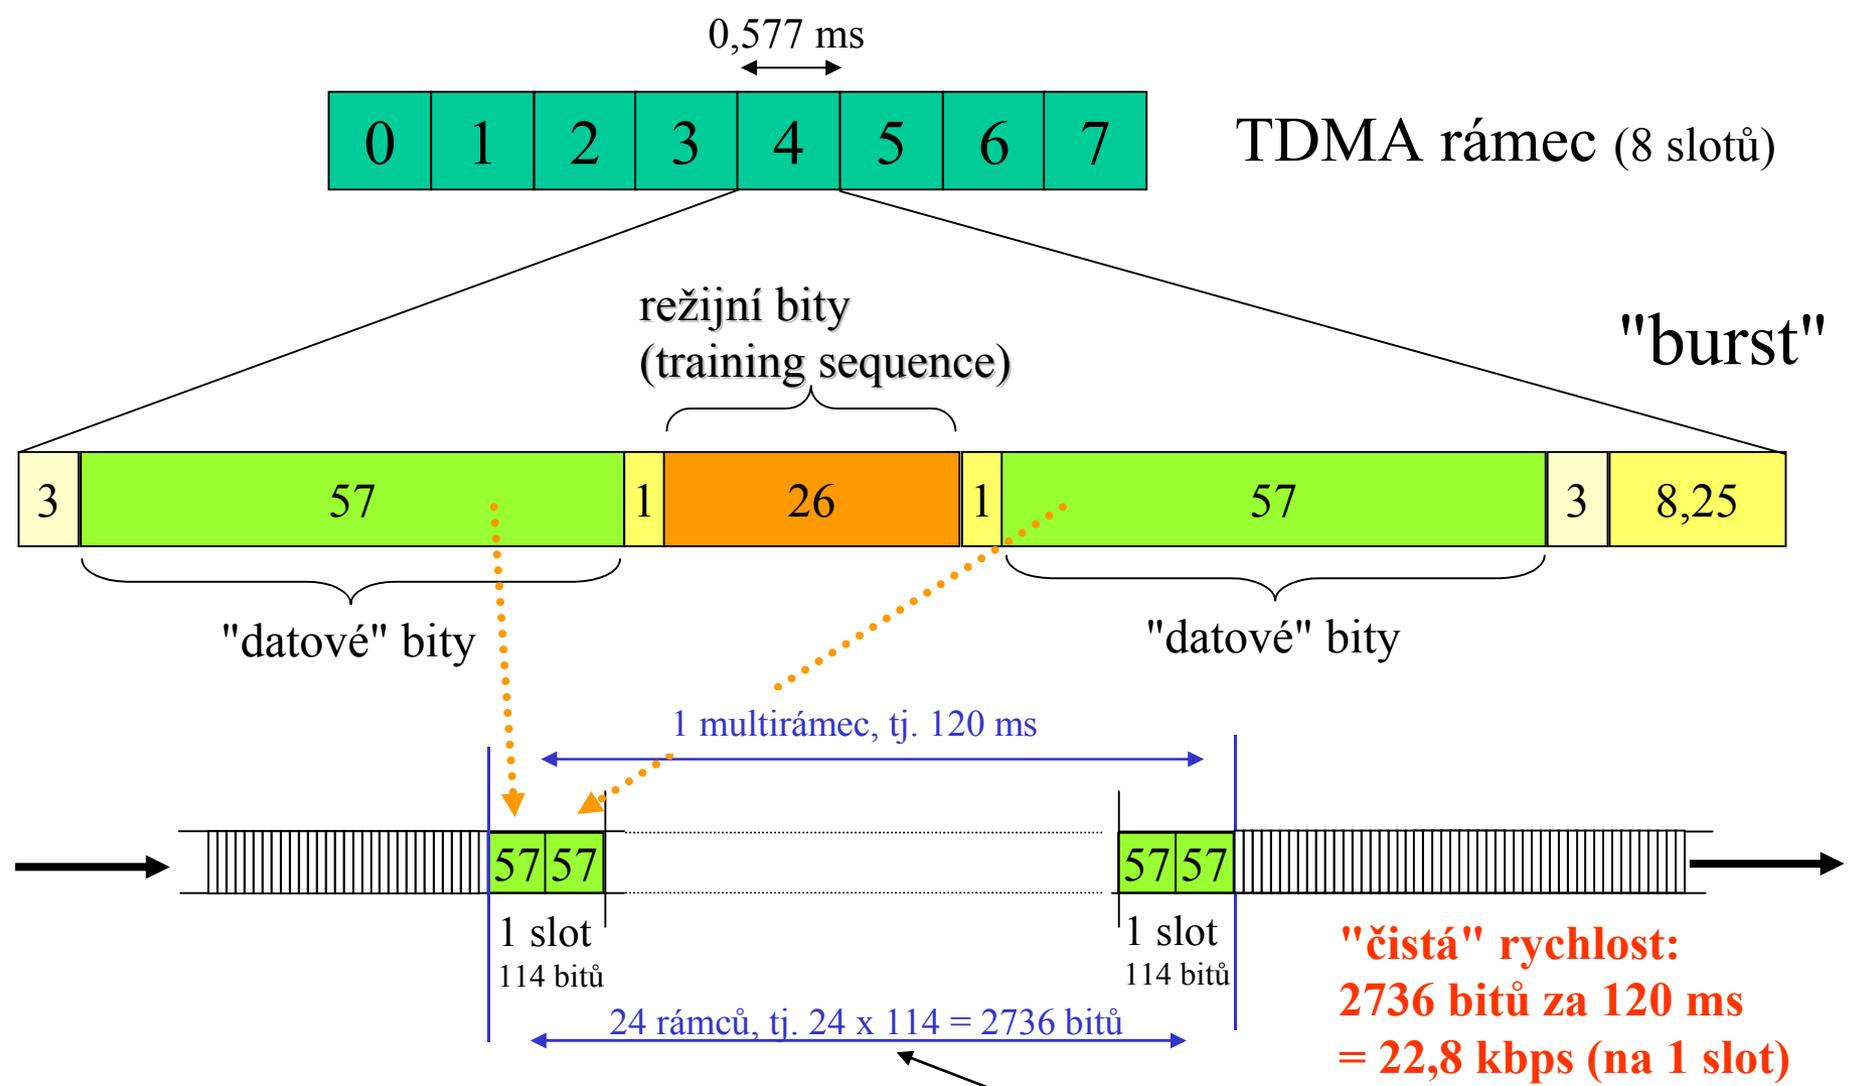 0,577 ms
0 1 2 3 4 5 6 7
TDMA rámec (8 slotů)
režijní bity
(training sequence)
"burst"
3 57 1 26 1 57 3 8,25
"datové" bity
"datové" bity
1 multirámec, tj. 120 ms
57 57
57 57
1 slot
114 bitů
1 slot
114 bitů
24 rámců, tj. 24 x 114 = 2736 bitů
"čistá" rychlost:
2736 bitů za 120 ms
= 22,8 kbps (na 1 slot)